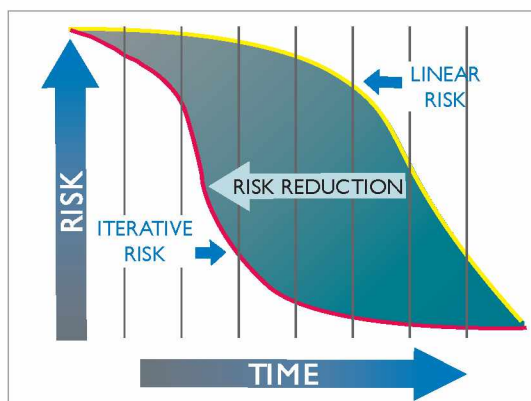 LINEAR
RISK
RISK REDUCTION
RISK
ITERATIVE
RISK
TIME